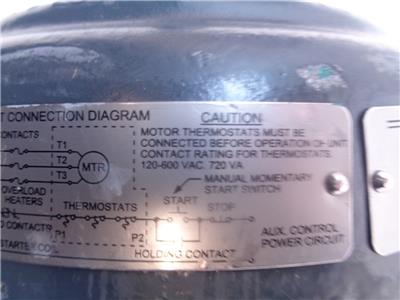 CONNECTION DIAGRAM
CAUTION
MOTOR THERMOSTATS MUST BE
CONNECTED BEFORE OPERATION OF UNIT
CONTACT RATING FOR THERMOSTATS:
120-600 VAC. 720 VA
CONTACTS
T1
T2
T3
MTR
OVERLOAD
HEATERS
THERMOSTATS
MANUAL MOMENTARY
START SWITCH
START
STOP
CONTACTS
P1
P2
AUX. CONTROL
POWER CIRCUIT
HOLDING CONTACT